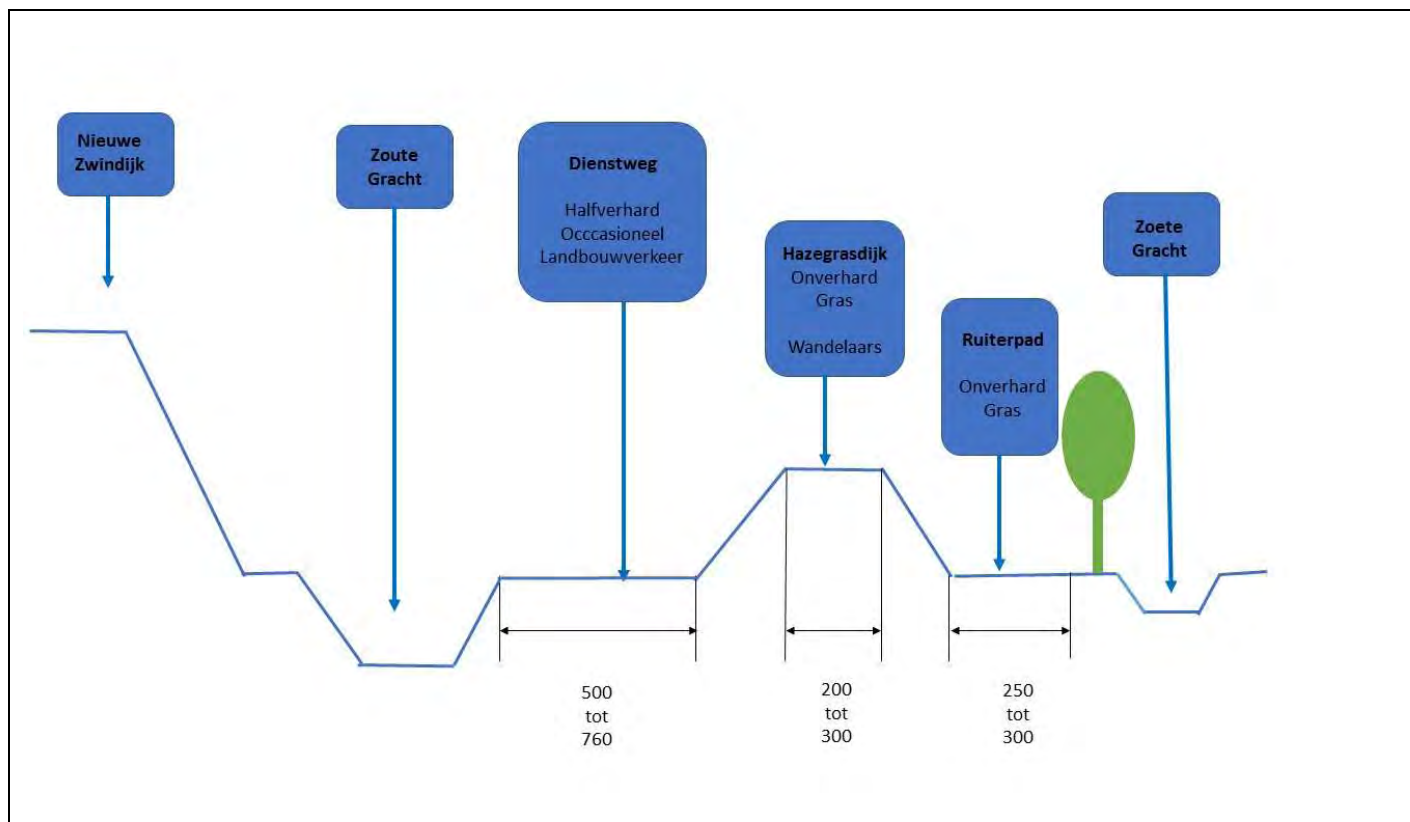 Nieuwe
Zwindijk
Zoute
Gracht
Dienstweg
Halfverhard
Occcasioneel
Landbouwverkeer
Hazegrasdijk
Onverhard
Gras
Wandelaars
Ruiterpad
Onverhard
Gras
Zoete
Gracht
500
tot
760
200
tot
300
250
tot
300